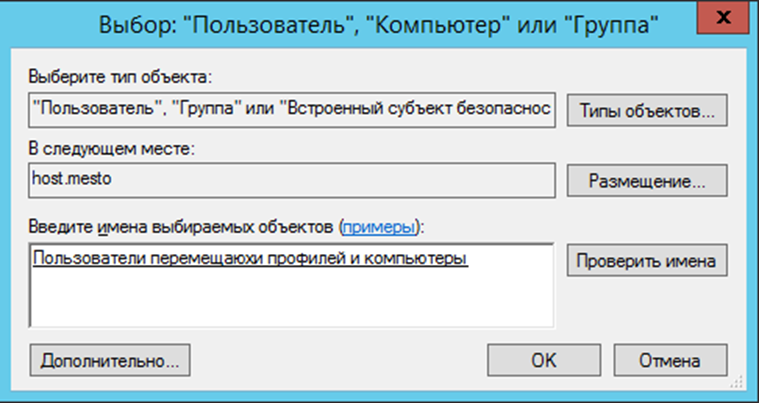 Выбор: "Пользователь", "Компьютер" или "Группа"
x
Выберите тип объекта:
"Пользователь", "Группа" или "Встроенный субъект безопаснос
Типы объектов...
В следующем месте:
host.mesto
Размещение...
Введите имена выбираемых объектов (примеры):
Пользователи перемещаюхи профилей и компьютеры
Проверить имена
Дополнительно...
ОК
Отмена